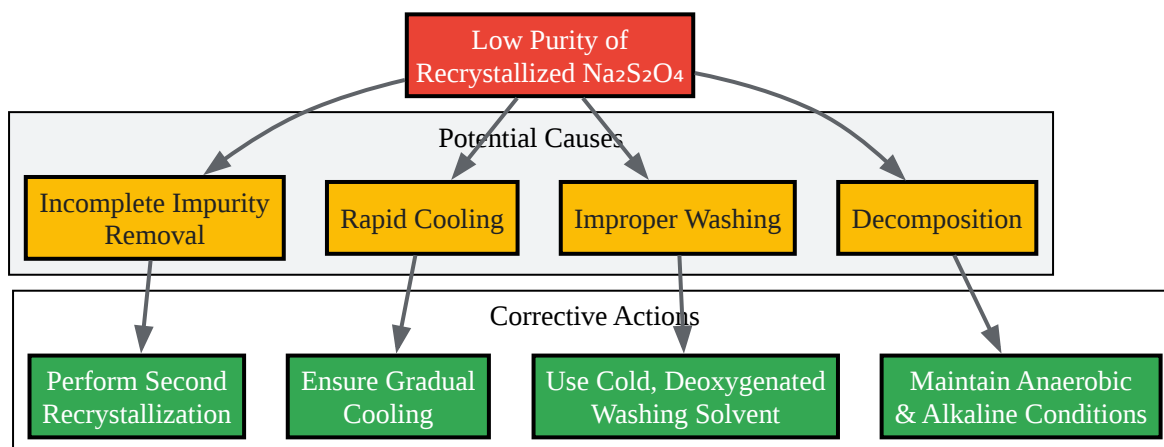 Low Purity of
Recrystallized Na₂S₂O₄
Potential Causes
Incomplete Impurity
Removal
Rapid Cooling
Improper Washing
Decomposition
Corrective Actions
Perform Second
Recrystallization
Ensure Gradual
Cooling
Use Cold, Deoxygenated
Washing Solvent
Maintain Anaerobic
& Alkaline Conditions